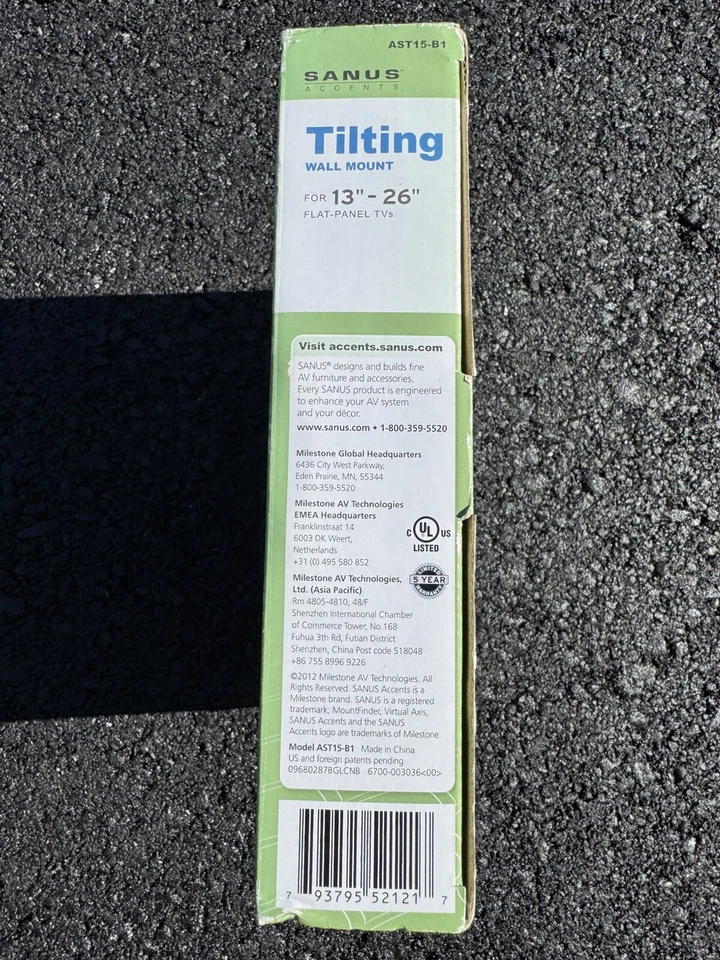 AST15-B1
SANUS™
ACCENTS
Tilting
WALL MOUNT
FOR 13" - 26"
FLAT-PANEL TVs
Visit accents.sanus.com
SANUS® designs and builds fine
AV furniture and accessories.
Every SANUS product is engineered
to enhance your AV system
and your décor.
www.sanus.com • 1-800-359-5520
Milestone Global Headquarters
6436 City West Parkway,
Eden Prairie, MN, 55344
1-800-359-5520
Milestone AV Technologies
EMEA Headquarters
Franklinstraat 14
6003 DK Weert,
Netherlands
+31 (0) 495 580 852
C UL US
LISTED
LIMITED
5 YEAR
WARRANTY
Milestone AV Technologies,
Ltd. (Asia Pacific)
Rm 4805-4810, 48/F
Shenzhen International Chamber
of Commerce Tower, No.168
Fuhua 3th Rd, Futian District
Shenzhen, China Post code 518048
+86 755 8996 9226
©2012 Milestone AV Technologies. All
Rights Reserved. SANUS Accents is a
Milestone brand. SANUS is a registered
trademark; MountFinder, Virtual Axis,
SANUS Accents and the SANUS
Accents logo are trademarks of Milestone.
Model AST15-B1 Made in China
US and foreign patents pending
096802878GLCNB 6700-003036<00>
7 93795 52121 7